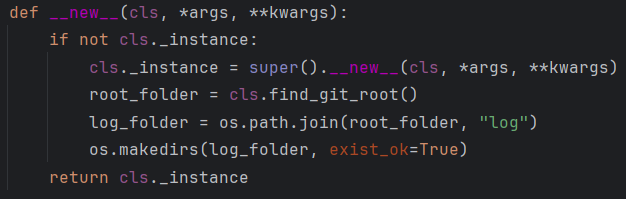 def __new__(cls, *args, **kwargs):
    if not cls._instance:
        cls._instance = super().__new__(cls, *args, **kwargs)
        root_folder = cls.find_git_root()
        log_folder = os.path.join(root_folder, "log")
        os.makedirs(log_folder, exist_ok=True)
    return cls._instance